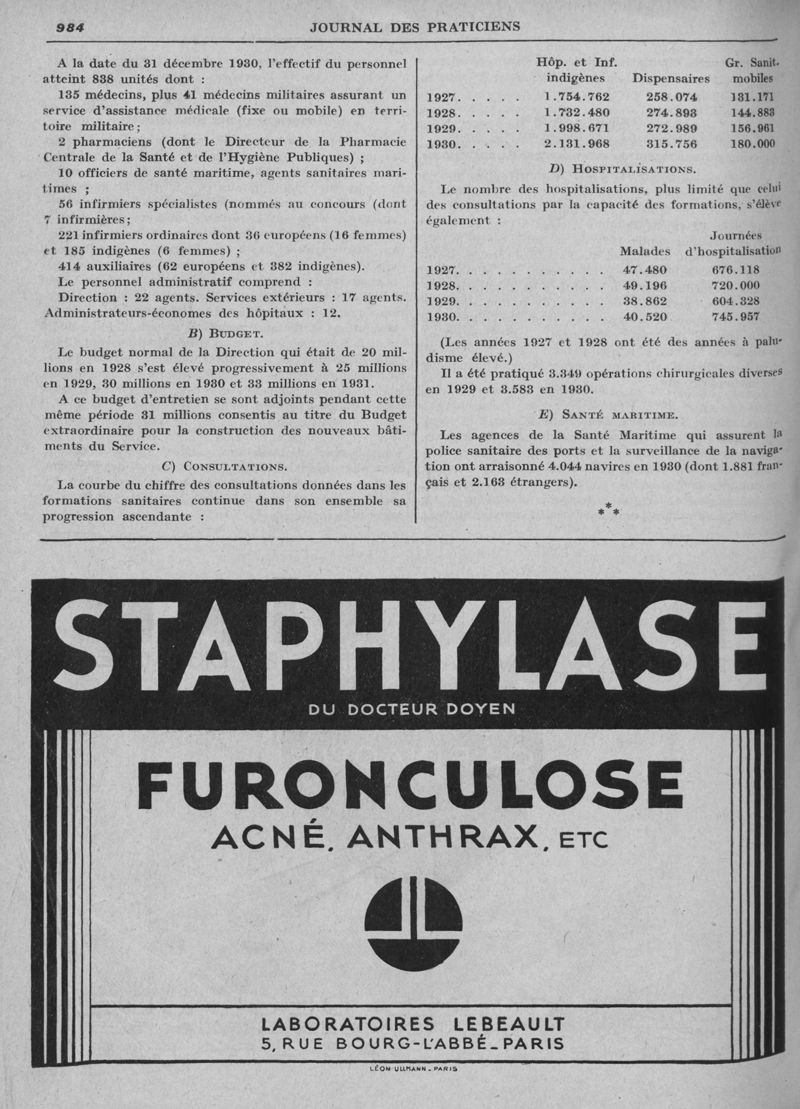 984
JOURNAL DES PRATICIENS
A la date du 31 décembre 1930, l'effectif du personnel
atteint 838 unités dont :
135 médecins, plus 41 médecins militaires assurant un
service d'assistance médicale (fixe ou mobile) en terri-
toire militaire ;
2 pharmaciens (dont le Directeur de la Pharmacie
Centrale de la Santé et de l'Hygiène Publiques) ;
10 officiers de santé maritime, agents sanitaires mari-
times ;
56 infirmiers spécialistes (nommés au concours (dont
7 infirmières ;
221 infirmiers ordinaires dont 36 européens (16 femmes)
et 185 indigènes (6 femmes) ;
414 auxiliaires (62 européens et 382 indigènes).
Le personnel administratif comprend :
Direction : 22 agents. Services extérieurs : 17 agents.
Administrateurs-économes des hôpitaux : 12.
B) BUDGET.
Le budget normal de la Direction qui était de 20 mil-
lions en 1928 s'est élevé progressivement à 25 millions
en 1929, 30 millions en 1930 et 33 millions en 1931.
A ce budget d'entretien se sont adjoints pendant cette
même période 31 millions consentis au titre du Budget
extraordinaire pour la construction des nouveaux bâti-
ments du Service.
C) CONSULTATIONS.
La courbe du chiffre des consultations données dans les
formations sanitaires continue dans son ensemble sa
progression ascendante :
Hôp. et Inf. Gr. Sanit.
indigènes Dispensaires mobiles
1927. . . . . 1.754.762 258.074 131.171
1928. . . . . 1.732.480 274.893 144.883
1929. . . . . 1.998.671 272.989 156.961
1930. . . . . 2.131.968 315.756 180.000
D) HOSPITALISATIONS.
Le nombre des hospitalisations, plus limité que celui
des consultations par la capacité des formations, s'élève
également :
Journées
Malades d'hospitalisation
1927. . . . . . . . . . . 47.480 676.118
1928. . . . . . . . . . . 49.196 720.000
1929. . . . . . . . . . . 38.862 604.328
1930. . . . . . . . . . . 40.520 745.957
(Les années 1927 et 1928 ont été des années à palu-
disme élevé.)
Il a été pratiqué 3.349 opérations chirurgicales diverses
en 1929 et 3.583 en 1930.
E) SANTÉ MARITIME.
Les agences de la Santé Maritime qui assurent la
police sanitaire des ports et la surveillance de la naviga-
tion ont arraisonné 4.044 navires en 1930 (dont 1.881 fran-
çais et 2.163 étrangers).
*
* *
STAPHYLASE
DU DOCTEUR DOYEN
FURONCULOSE
ACNÉ, ANTHRAX, ETC
LABORATOIRES LEBEAULT
5, RUE BOURG-L'ABBÉ_PARIS
LÉON ULLMANN - PARIS